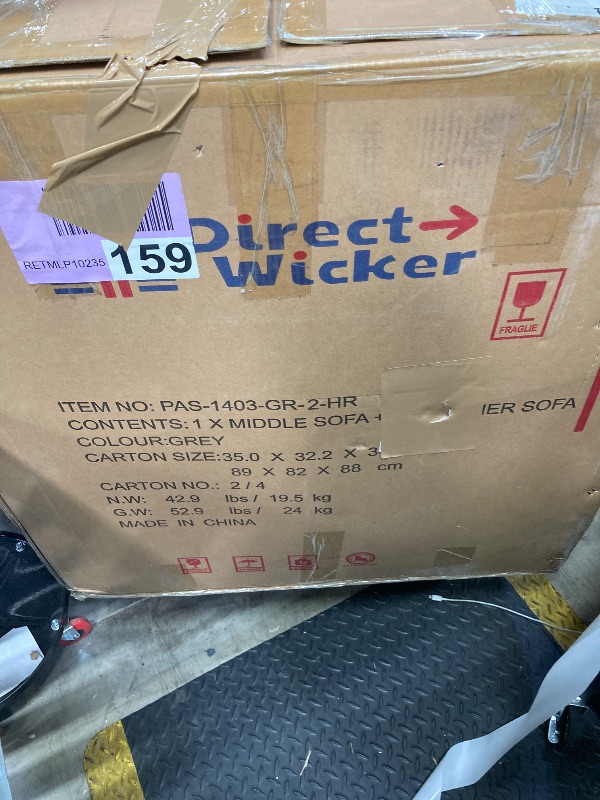 RETMLP10235
159
Direct
Wicker
FRAGLIE
ITEM NO: PAS-1403-GR-2-HR
CONTENTS: 1 X MIDDLE SOFA + SOFA
COLOUR:GREY
CARTON SIZE:35.0 X 32.2 X
89 X 82 X 88 cm
CARTON NO.: 2 / 4
N.W: 42.9 lbs / 19.5 kg
G.W: 52.9 lbs / 24 kg
MADE IN CHINA